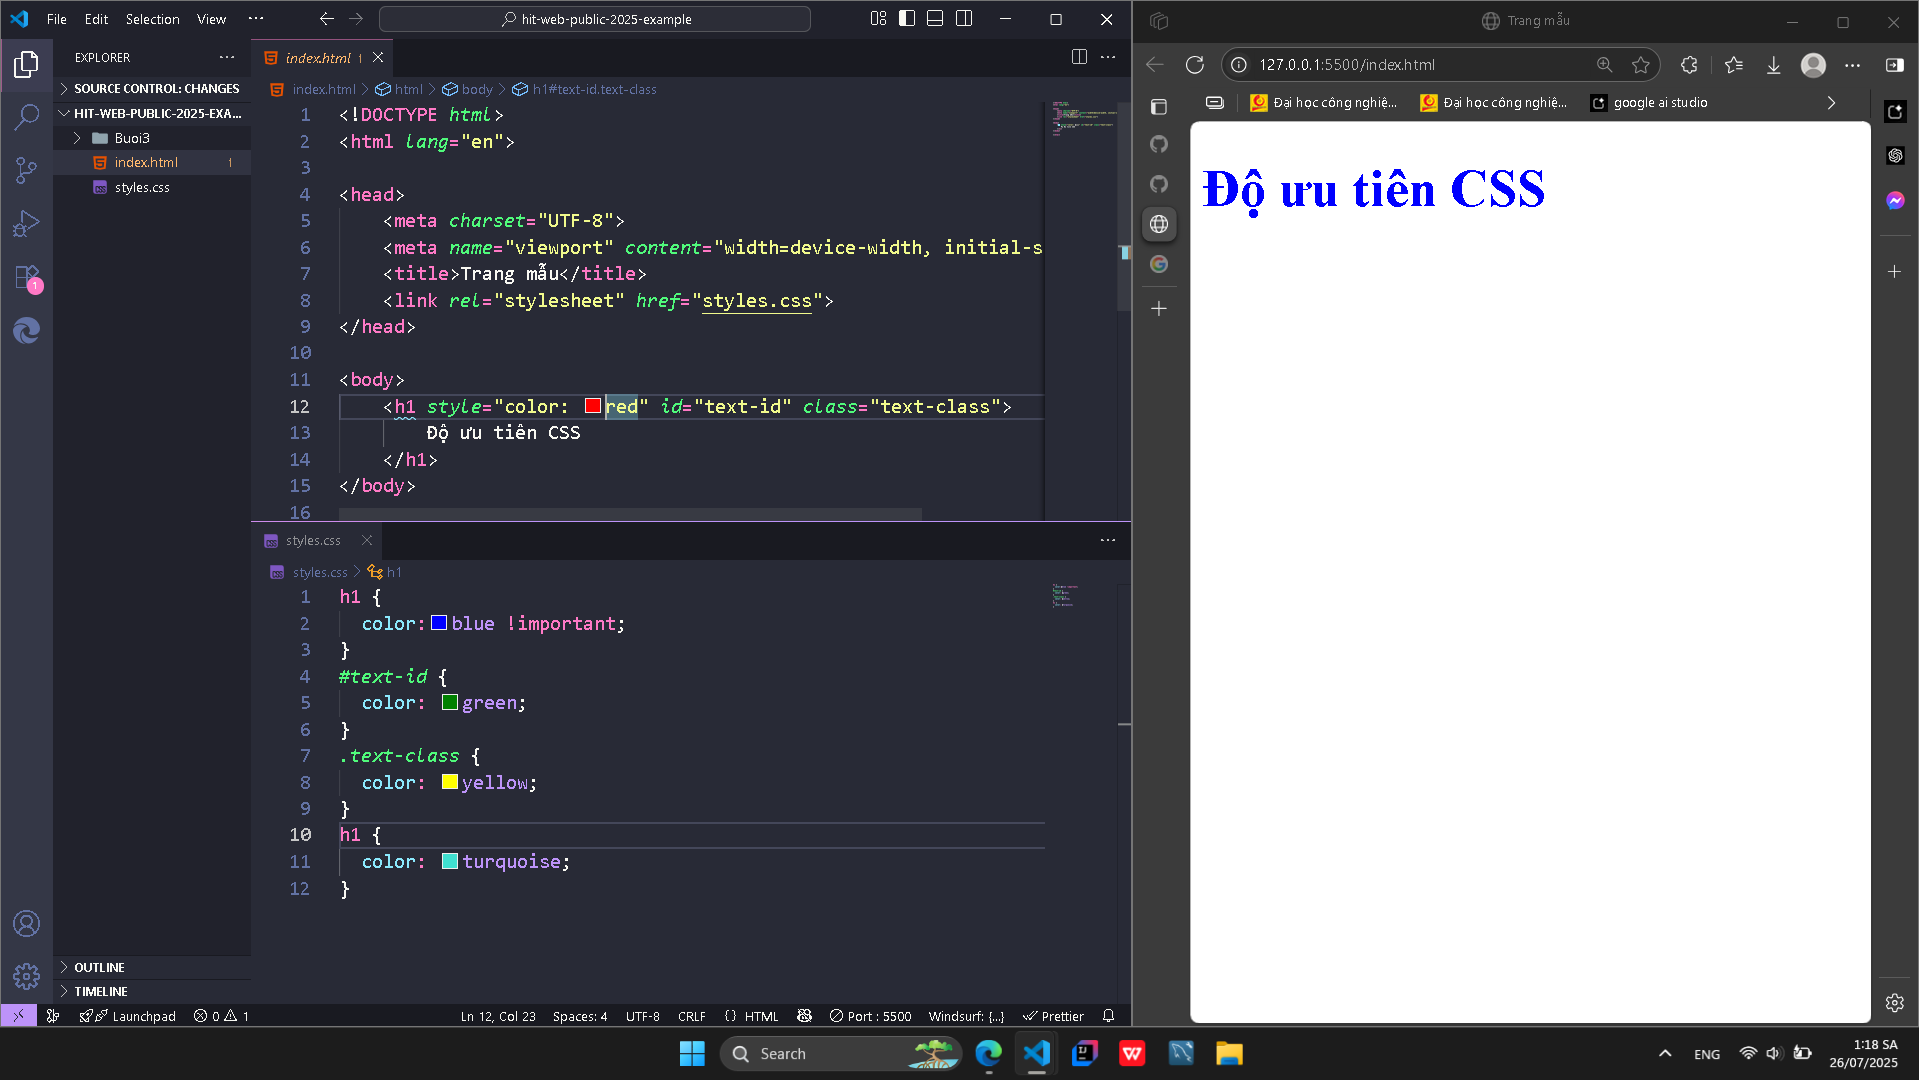 File Edit Selection View ··· hit-web-public-2025-example
EXPLORER ···
SOURCE CONTROL: CHANGES
HIT-WEB-PUBLIC-2025-EXA...
Buoi3
index.html 1
styles.css
1
OUTLINE
TIMELINE
index.html 1
index.html > html > body > h1#text-id.text-class
1 <!DOCTYPE html>
2 <html lang="en">
3
4 <head>
5 <meta charset="UTF-8">
6 <meta name="viewport" content="width=device-width, initial-s
7 <title>Trang mẫu</title>
8 <link rel="stylesheet" href="styles.css">
9 </head>
10
11 <body>
12 <h1 style="color: red" id="text-id" class="text-class">
13 Độ ưu tiên CSS
14 </h1>
15 </body>
16
styles.css
styles.css > h1
1 h1 {
2 color: blue !important;
3 }
4 #text-id {
5 color: green;
6 }
7 .text-class {
8 color: yellow;
9 }
10 h1 {
11 color: turquoise;
12 }
Launchpad 0 1 Ln 12, Col 23 Spaces: 4 UTF-8 CRLF {} HTML Port : 5500 Windsurf: {...} Prettier
Trang mẫu
127.0.0.1:5500/index.html
Đại học công nghiệ... Đại học công nghiệ... google ai studio
Độ ưu tiên CSS
Search
ENG
1:18 SA
26/07/2025